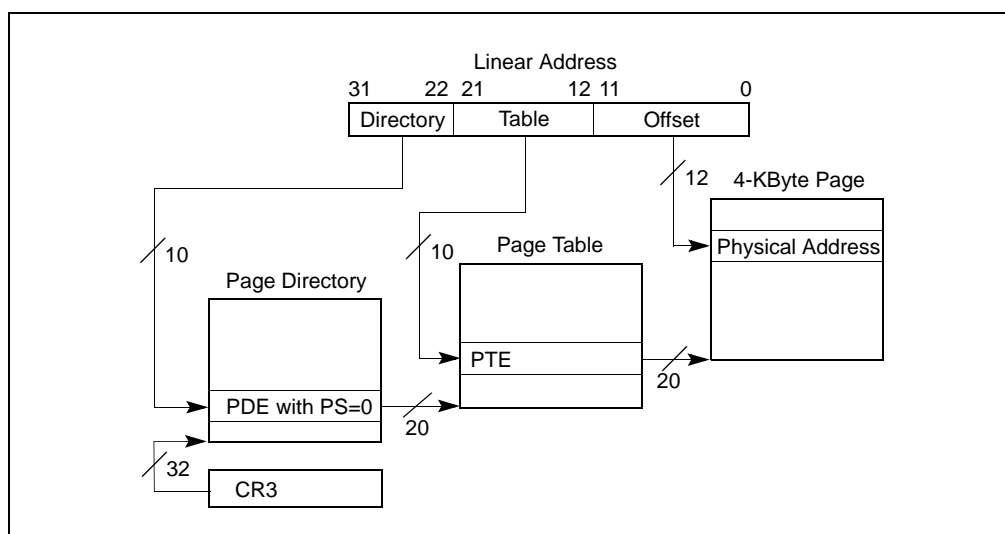 Linear Address
31 22 21 12 11 0
Directory Table Offset
12 4-KByte Page
10 10 Page Table Physical Address
Page Directory
PTE
20
PDE with PS=0
20
32
CR3